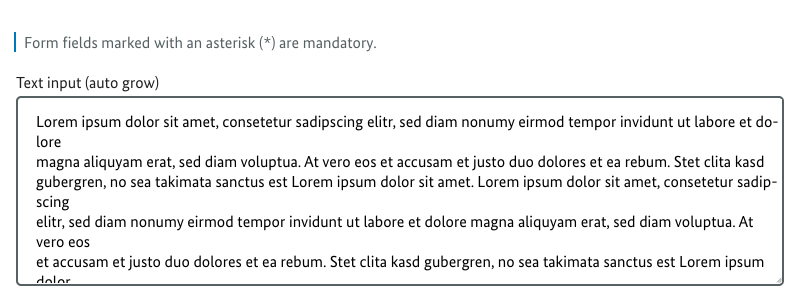 Form fields marked with an asterisk (*) are mandatory.
Text input (auto grow)
Lorem ipsum dolor sit amet, consetetur sadipscing elitr, sed diam nonumy eirmod tempor invidunt ut labore et do-
lore
magna aliquyam erat, sed diam voluptua. At vero eos et accusam et justo duo dolores et ea rebum. Stet clita kasd
gubergren, no sea takimata sanctus est Lorem ipsum dolor sit amet. Lorem ipsum dolor sit amet, consetetur sadip-
scing
elitr, sed diam nonumy eirmod tempor invidunt ut labore et dolore magna aliquyam erat, sed diam voluptua. At
vero eos
et accusam et justo duo dolores et ea rebum. Stet clita kasd gubergren, no sea takimata sanctus est Lorem ipsum
dolor